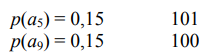 p(a₅) = 0,15 101
p(a₉) = 0,15 100